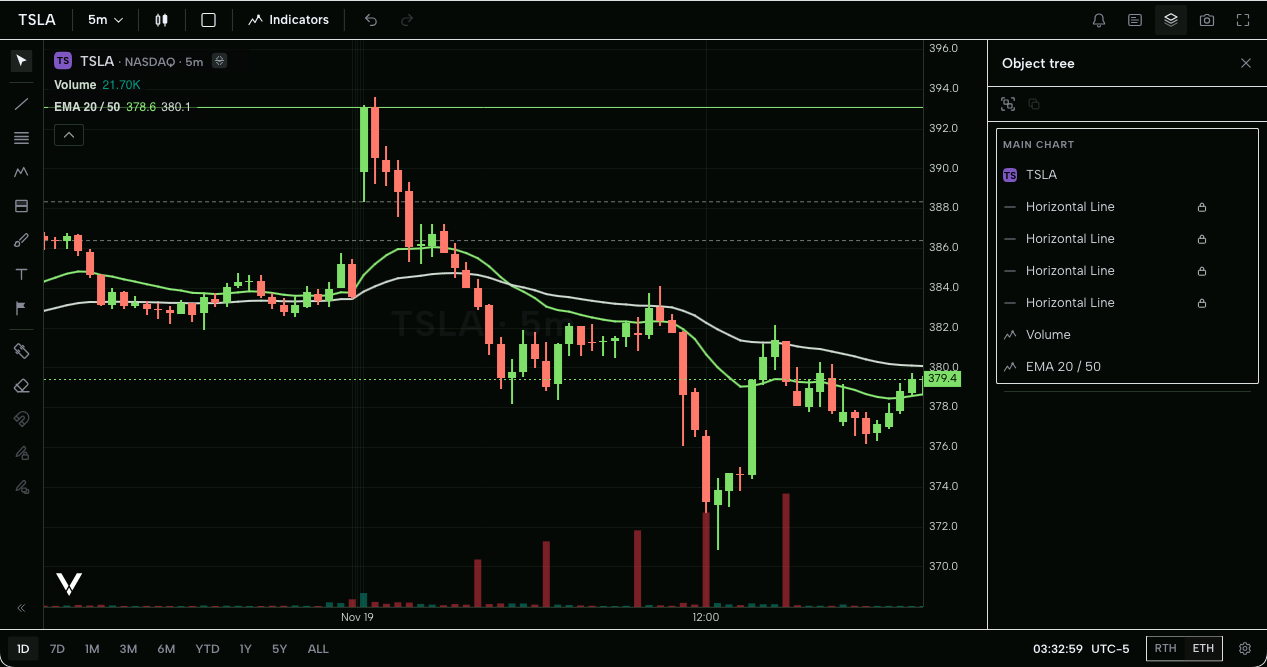 TSLA 5m Indicators
TS TSLA · NASDAQ · 5m
Volume 21.70K
EMA 20 / 50 378.6 380.1
TSLA · 5m
396.0
394.0
392.0
390.0
388.0
386.0
384.0
382.0
380.0
379.4
378.0
376.0
374.0
372.0
370.0
Nov 19 12:00
Object tree
MAIN CHART
TS TSLA
Horizontal Line
Horizontal Line
Horizontal Line
Horizontal Line
Volume
EMA 20 / 50
1D 7D 1M 3M 6M YTD 1Y 5Y ALL
03:32:59 UTC-5 RTH ETH